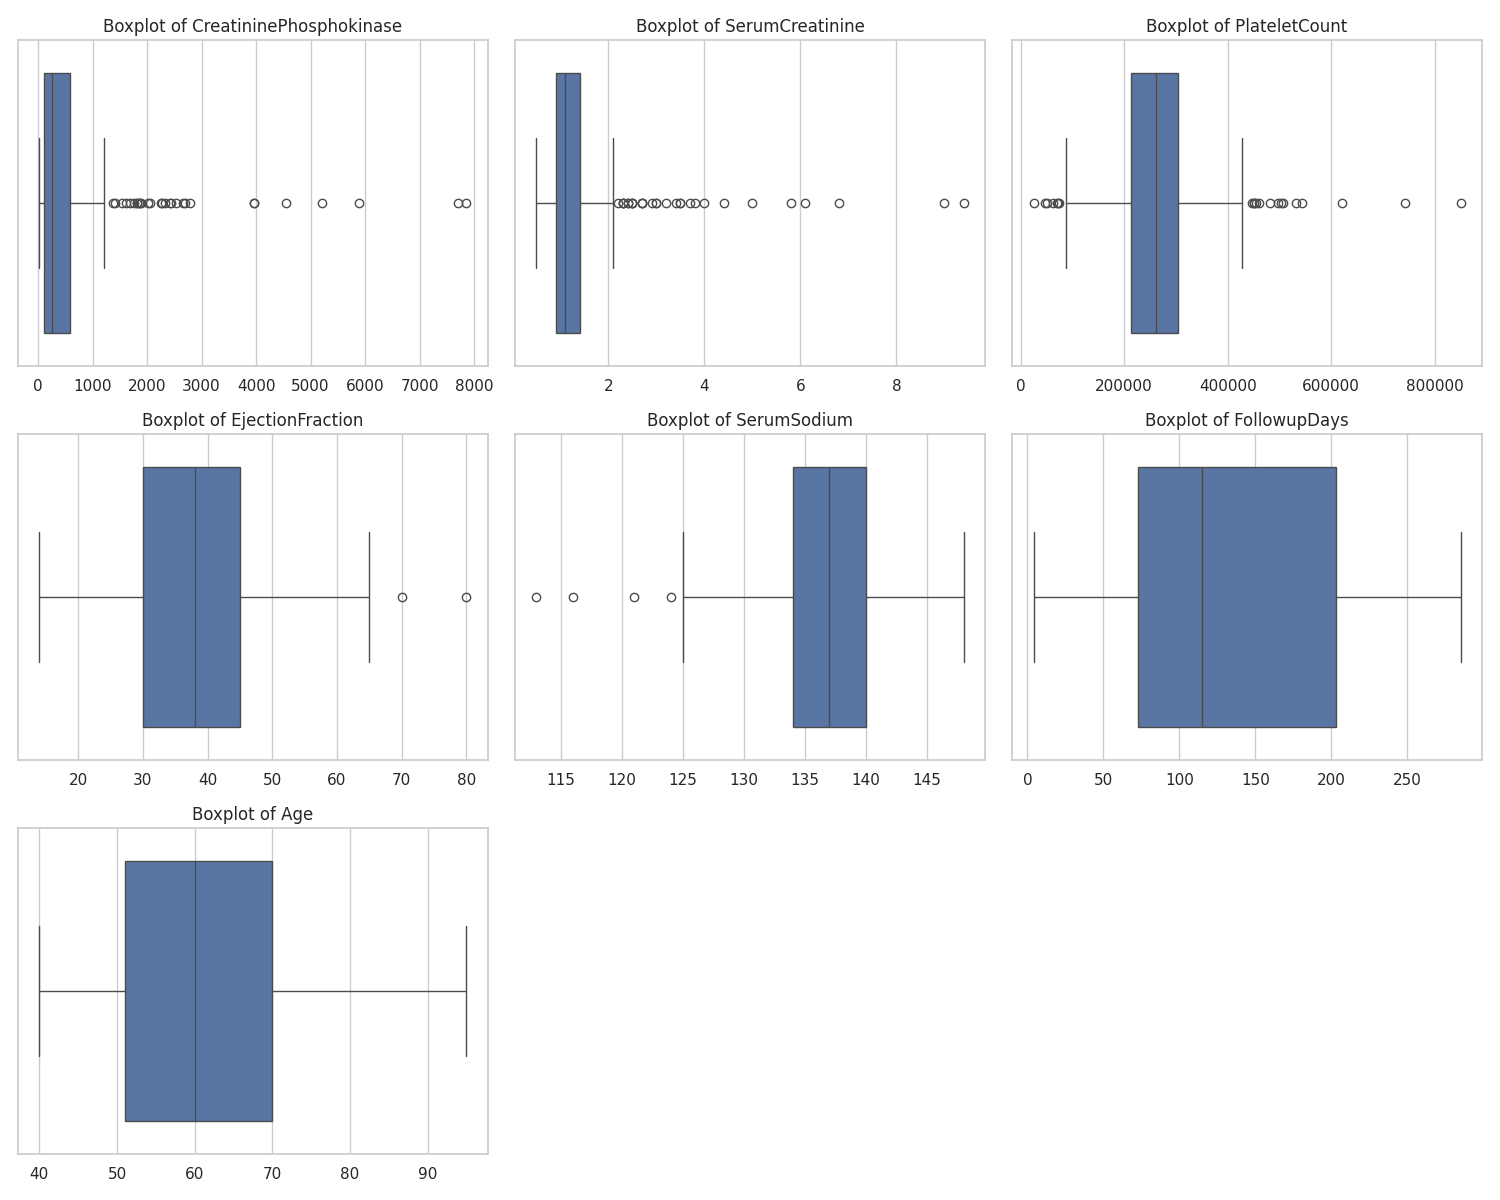 Boxplot of CreatininePhosphokinase
Boxplot of SerumCreatinine
Boxplot of PlateletCount
0 1000 2000 3000 4000 5000 6000 7000 8000
2 4 6 8
0 200000 400000 600000 800000
Boxplot of EjectionFraction
Boxplot of SerumSodium
Boxplot of FollowupDays
20 30 40 50 60 70 80
115 120 125 130 135 140 145
0 50 100 150 200 250
Boxplot of Age
40 50 60 70 80 90